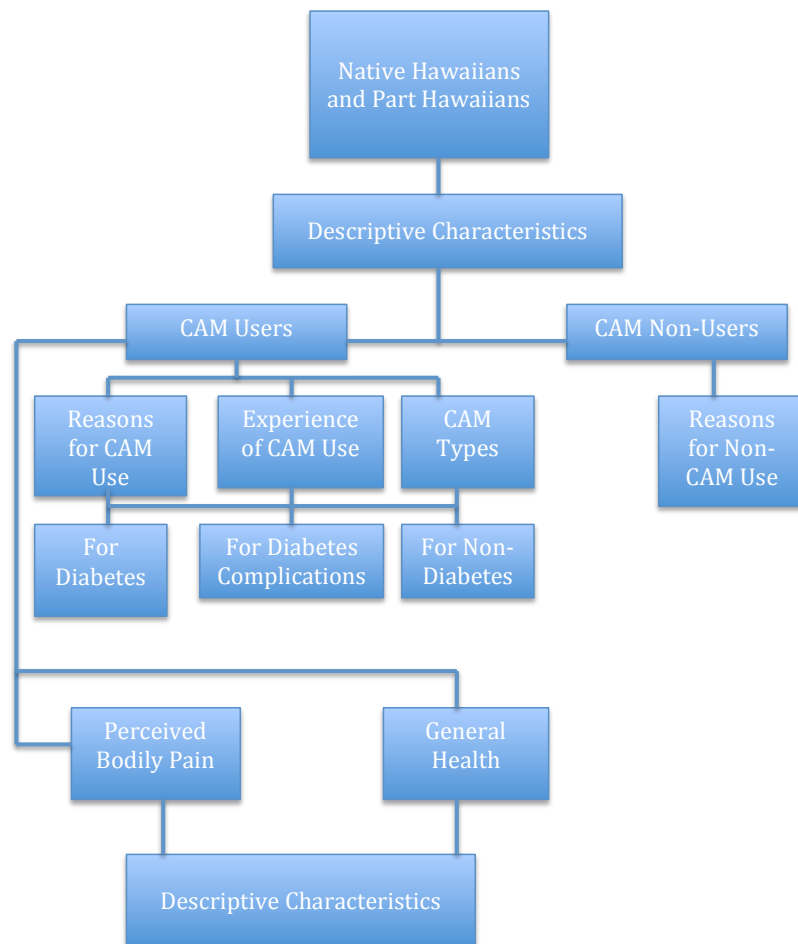 Native Hawaiians
and Part Hawaiians
Descriptive Characteristics
CAM Users
CAM Non-Users
Reasons
for CAM
Use
Experience
of CAM Use
CAM
Types
Reasons
for Non-
CAM Use
For
Diabetes
For Diabetes
Complications
For Non-
Diabetes
Perceived
Bodily Pain
General
Health
Descriptive Characteristics